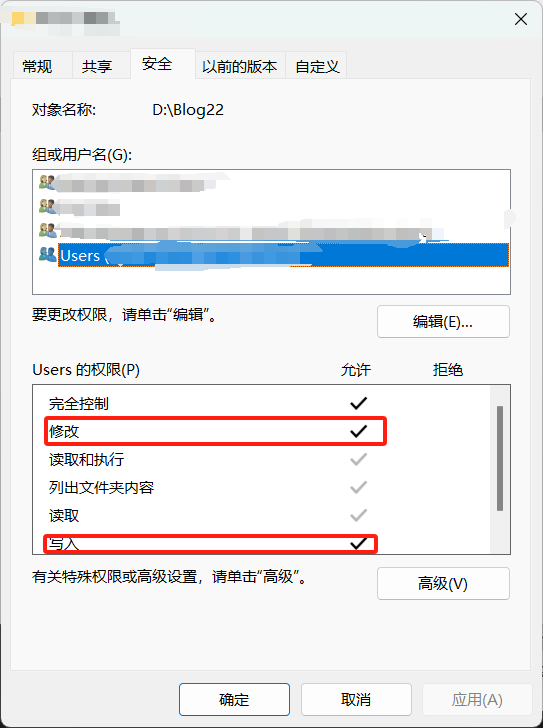 常规 共享 安全 以前的版本 自定义
对象名称: D:\Blog22
组或用户名(G):
Users (
要更改权限，请单击“编辑”。
编辑(E)...
Users 的权限(P) 允许 拒绝
完全控制
修改
读取和执行
列出文件夹内容
读取
写入
有关特殊权限或高级设置，请单击“高级”。
高级(V)
确定 取消 应用(A)